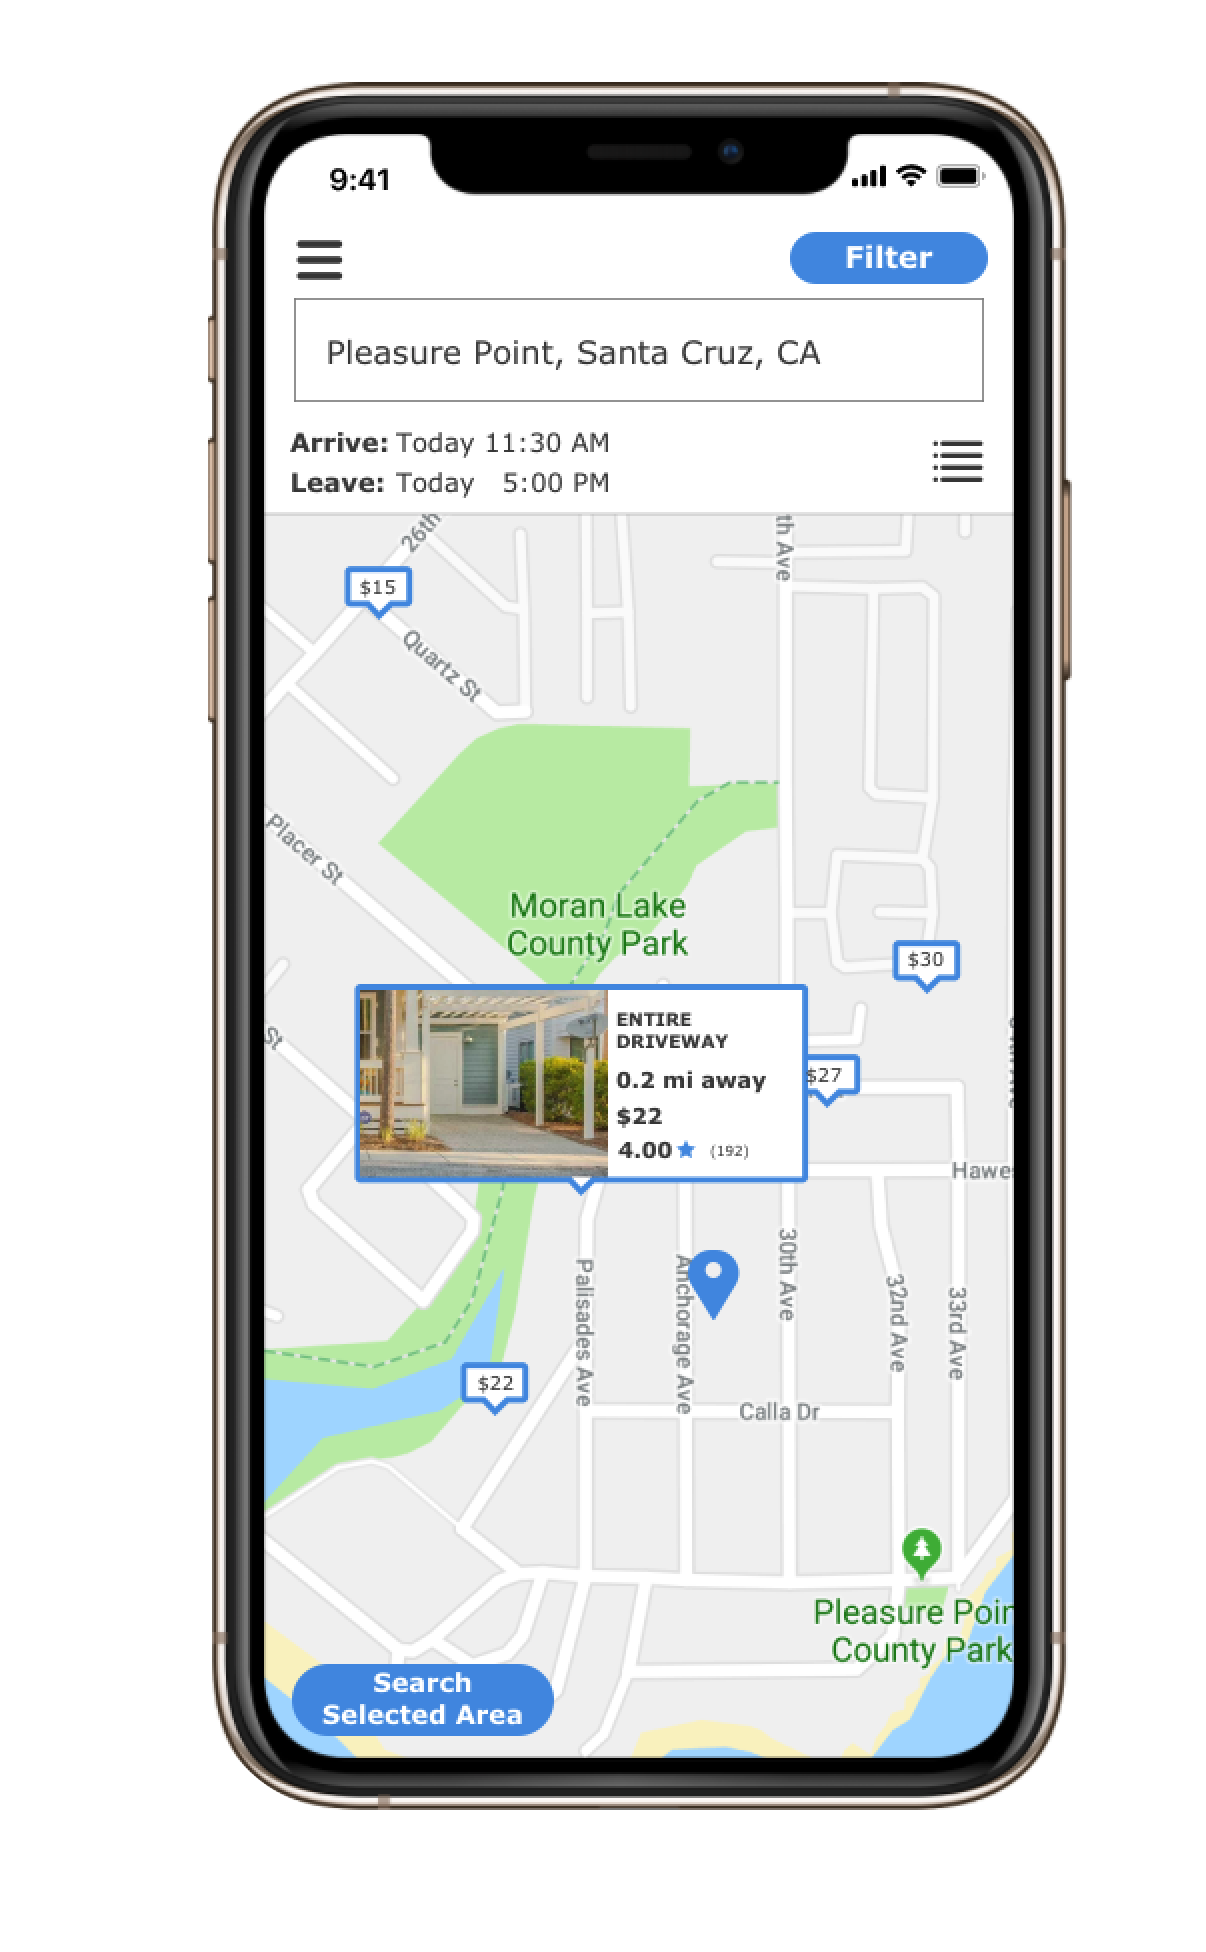 9:41
Filter
Pleasure Point, Santa Cruz, CA
Arrive: Today 11:30 AM
Leave: Today 5:00 PM
26th
th Ave
$15
Quartz St
Placer St
Moran Lake
County Park
$30
St
ENTIRE
DRIVEWAY
0.2 mi away
$22
4.00 (192)
$27
Hawes
Palisades Ave
Anchorage Ave
30th Ave
32nd Ave
33rd Ave
$22
Calla Dr
Pleasure Poin
County Park
Search
Selected Area